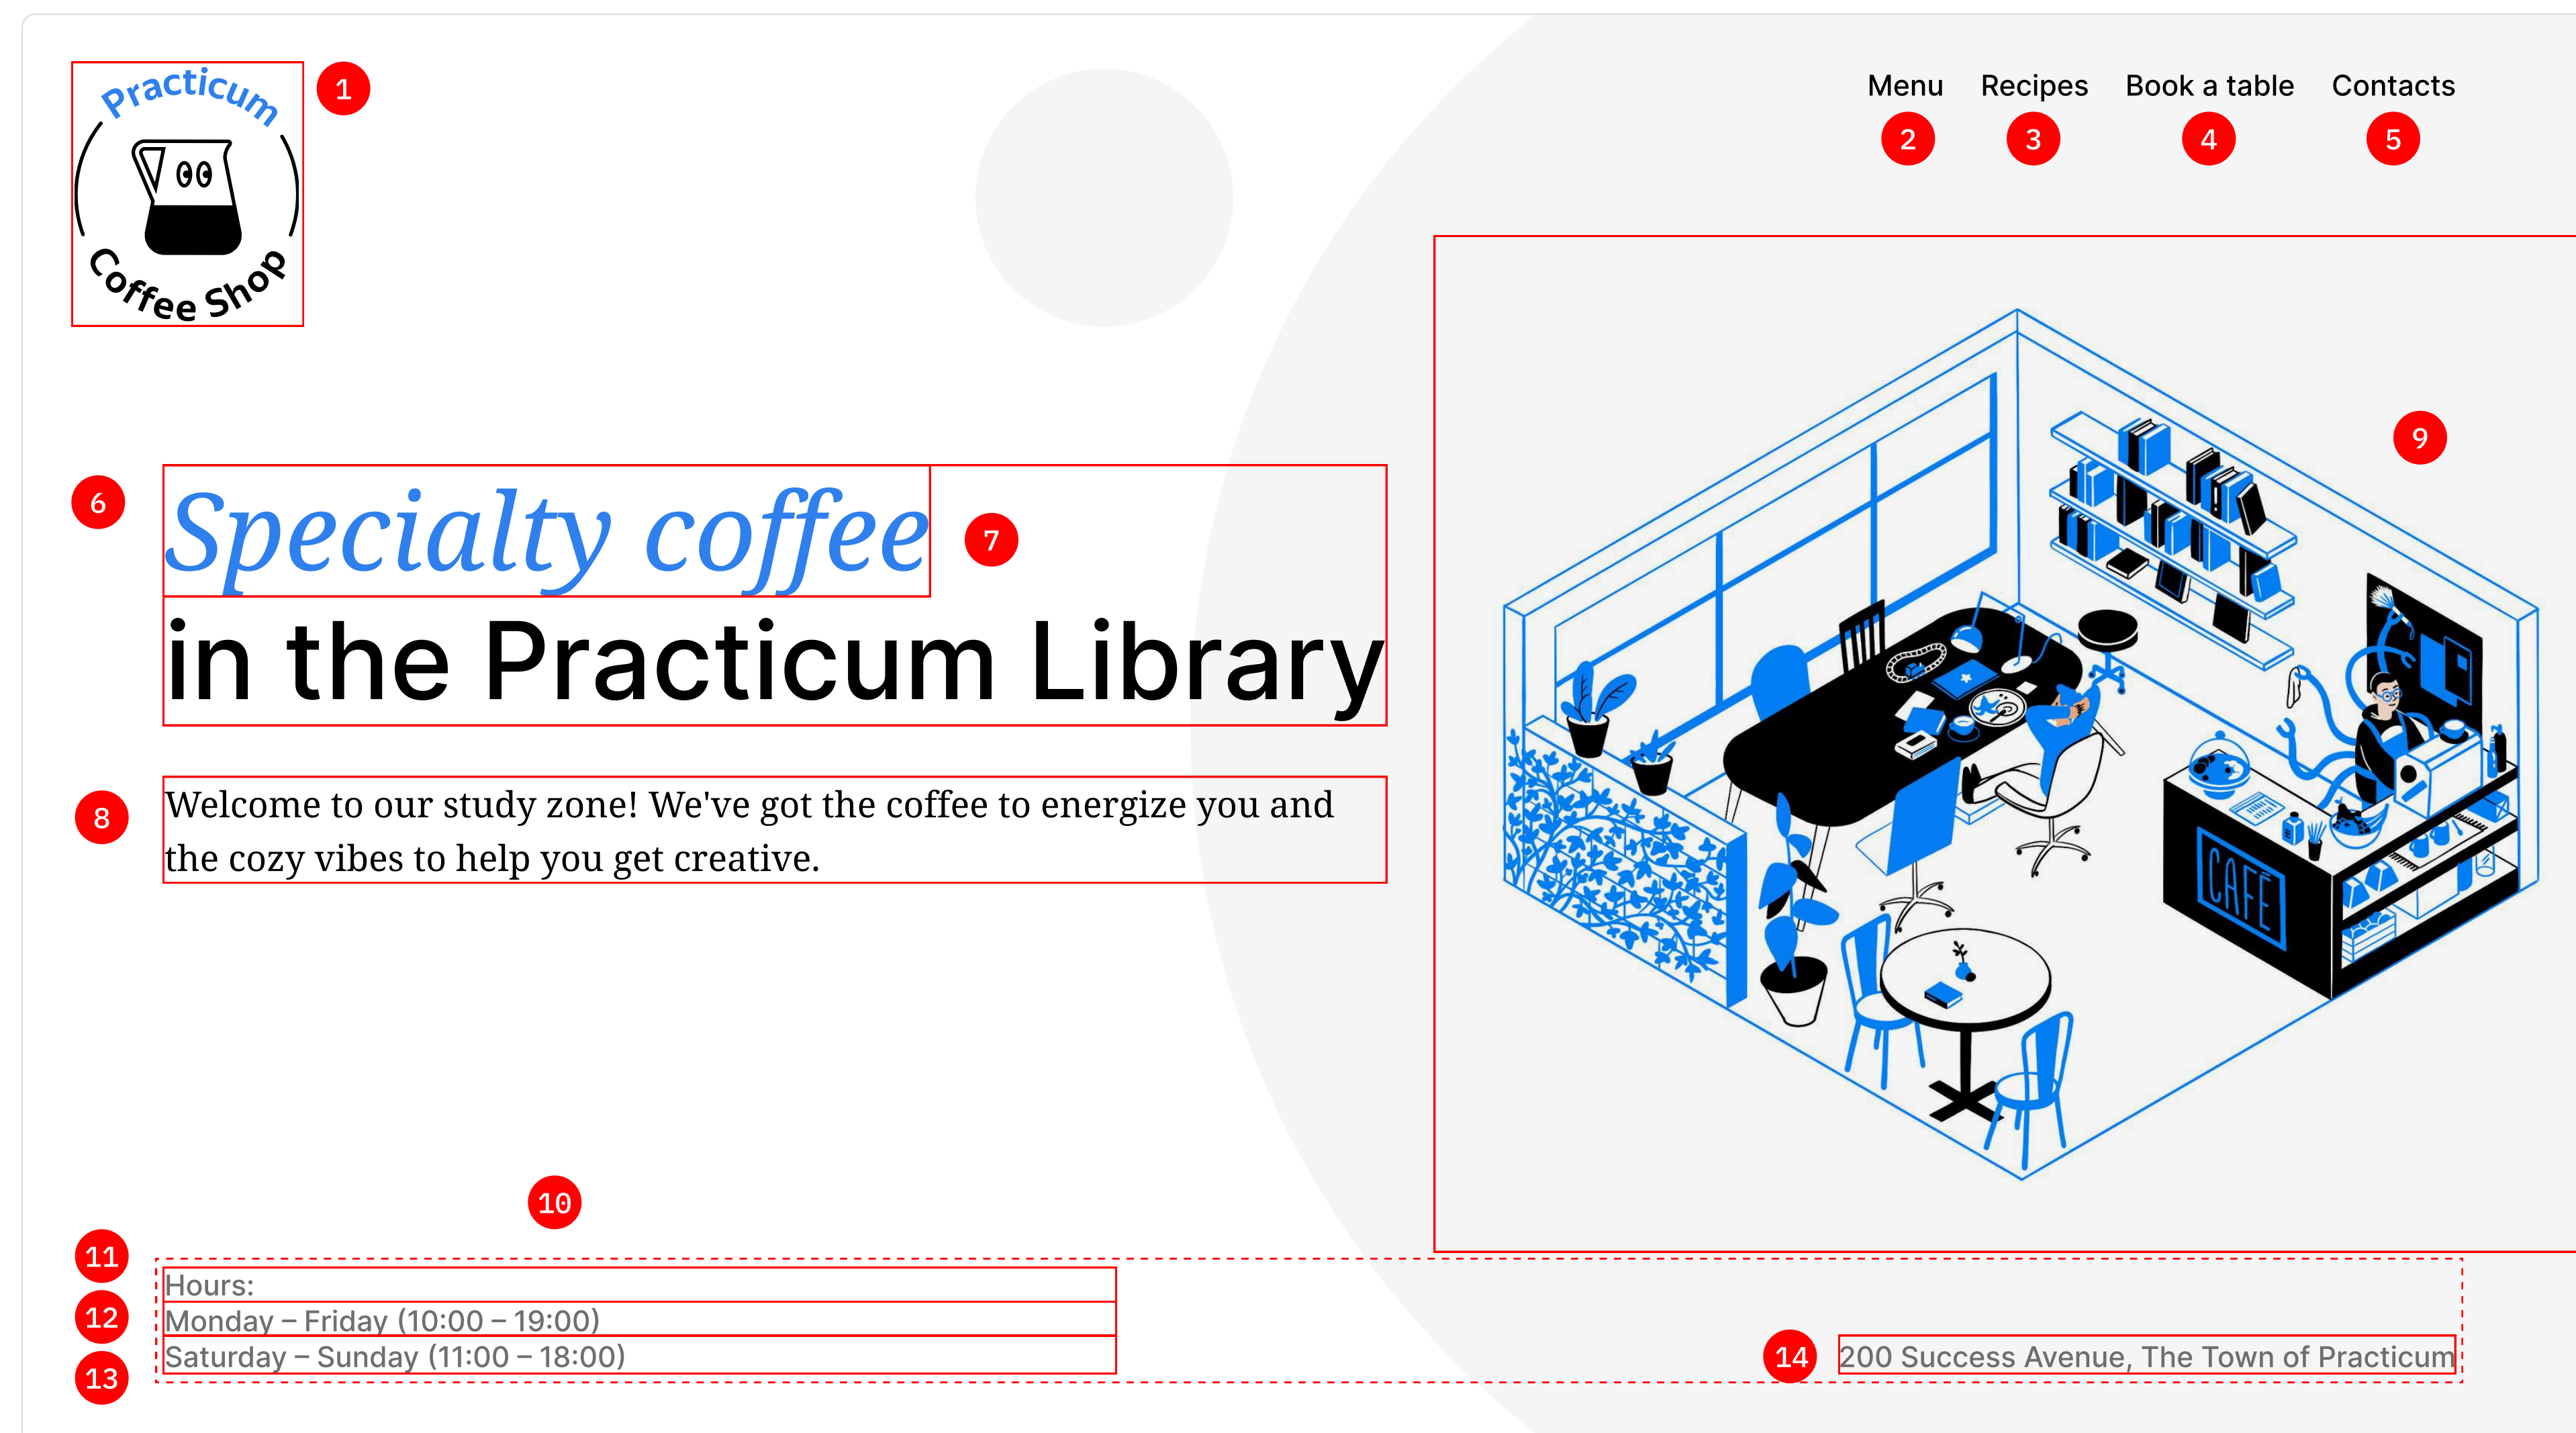 Practicum
Coffee Shop
1
Menu Recipes Book a table Contacts
2 3 4 5
6
Specialty coffee
7
in the Practicum Library
8
Welcome to our study zone! We've got the coffee to energize you and
the cozy vibes to help you get creative.
9
CAFÉ
10
11
Hours:
12
Monday – Friday (10:00 – 19:00)
13
Saturday – Sunday (11:00 – 18:00)
14
200 Success Avenue, The Town of Practicum